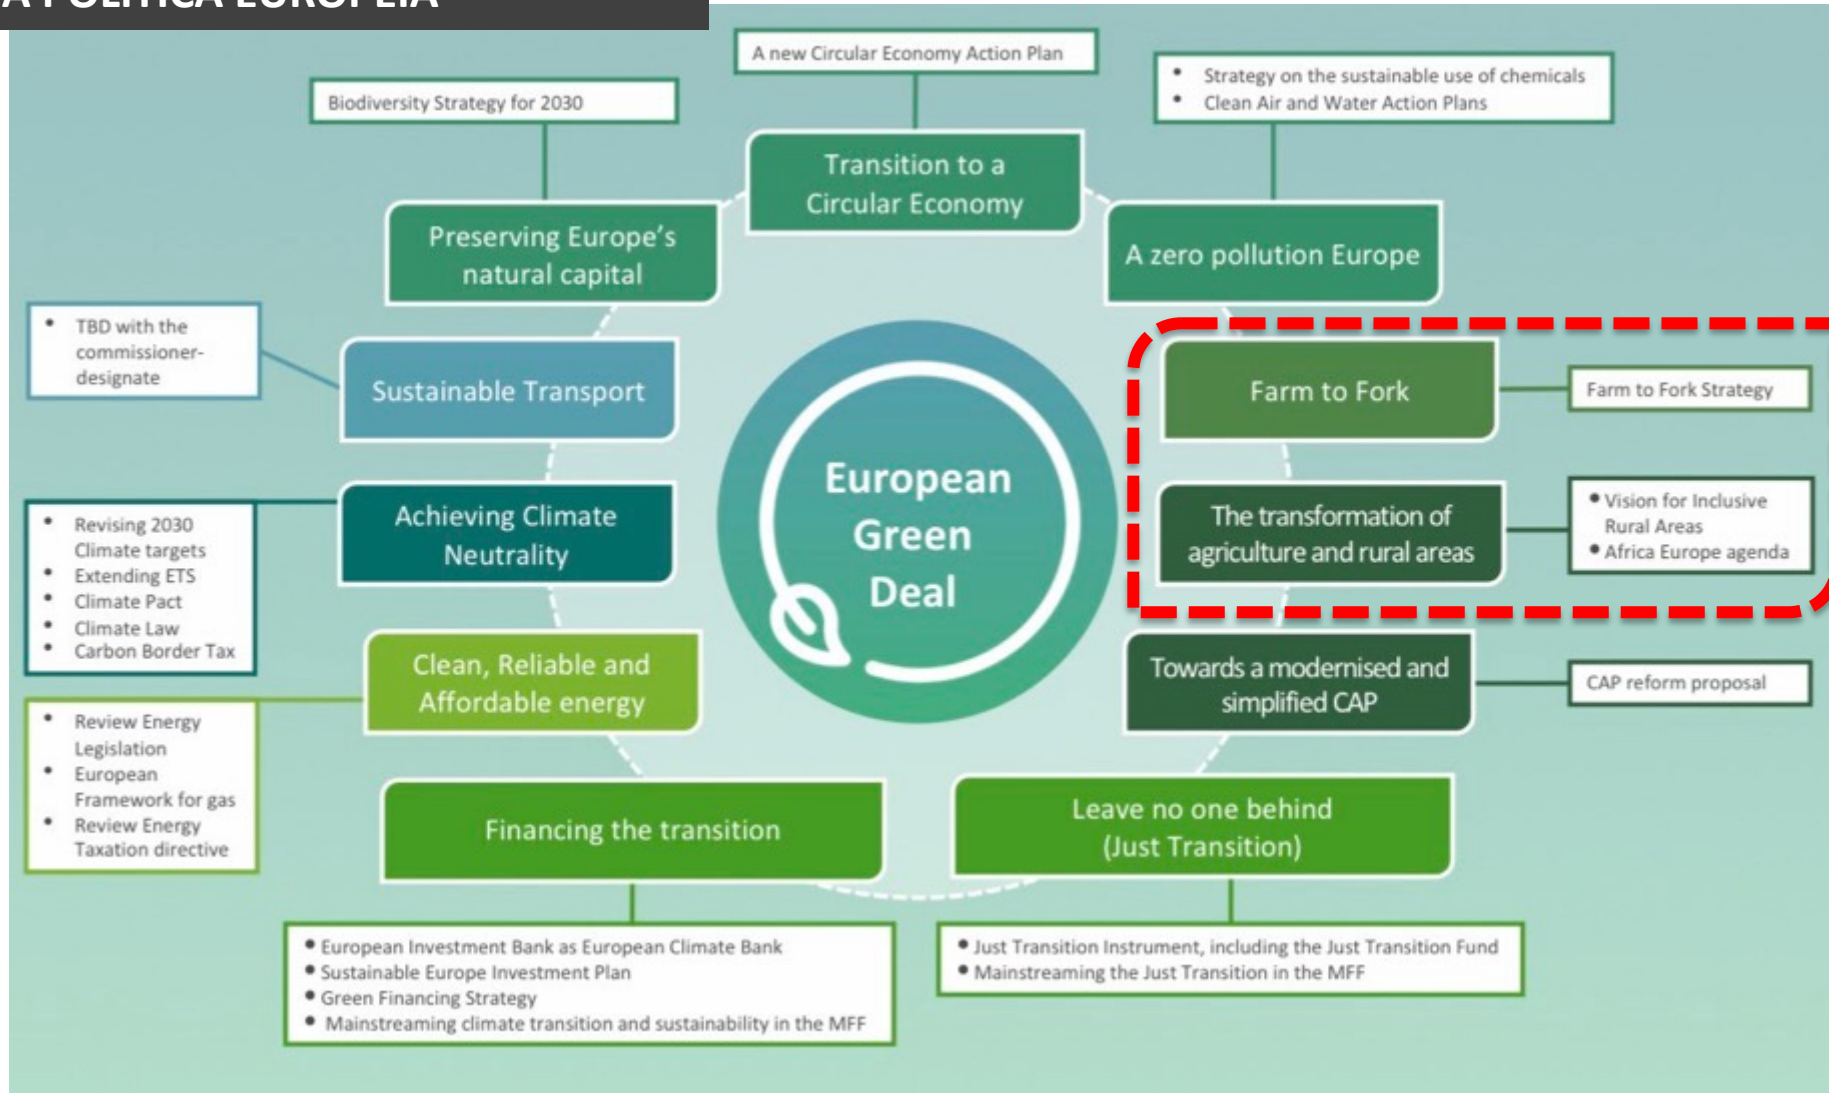 A POLÍTICA EUROPEIA
A new Circular Economy Action Plan
Biodiversity Strategy for 2030
• Strategy on the sustainable use of chemicals
• Clean Air and Water Action Plans
Transition to a
Circular Economy
Preserving Europe's
natural capital
A zero pollution Europe
• TBD with the
commissioner-
designate
Sustainable Transport
Farm to Fork
Farm to Fork Strategy
European
Green
Deal
• Revising 2030
Climate targets
• Extending ETS
• Climate Pact
• Climate Law
• Carbon Border Tax
Achieving Climate
Neutrality
The transformation of
agriculture and rural areas
• Vision for Inclusive
Rural Areas
• Africa Europe agenda
Clean, Reliable and
Affordable energy
Towards a modernised and
simplified CAP
CAP reform proposal
• Review Energy
Legislation
• European
Framework for gas
• Review Energy
Taxation directive
Financing the transition
Leave no one behind
(Just Transition)
• European Investment Bank as European Climate Bank
• Sustainable Europe Investment Plan
• Green Financing Strategy
• Mainstreaming climate transition and sustainability in the MFF
• Just Transition Instrument, including the Just Transition Fund
• Mainstreaming the Just Transition in the MFF